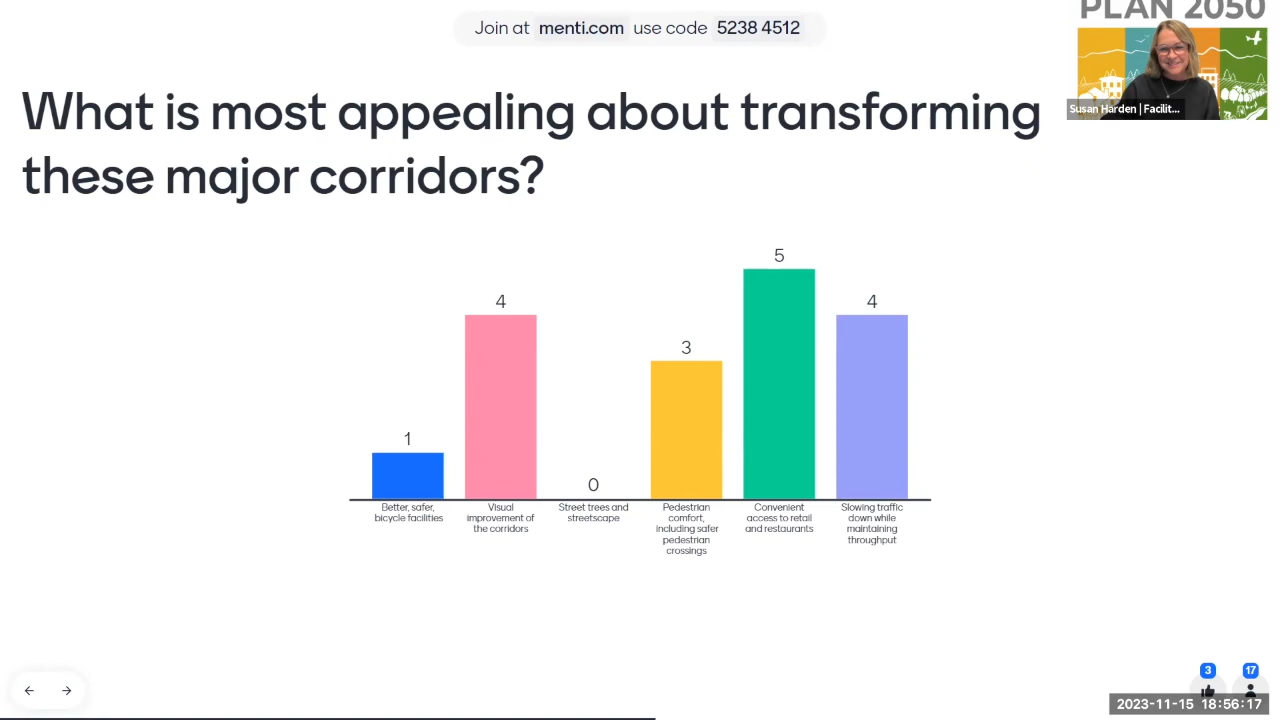 Join at menti.com use code 5238 4512
PLAN 2050
Susan Harden | Facilit...
What is most appealing about transforming
these major corridors?
5
4
4
3
1
0
Better, safer,
bicycle facilities
Visual
improvement of
the corridors
Street trees and
streetscape
Pedestrian
comfort,
including safer
pedestrian
crossings
Convenient
access to retail
and restaurants
Slowing traffic
down while
maintaining
throughput
3
17
2023-11-15 18:56:17